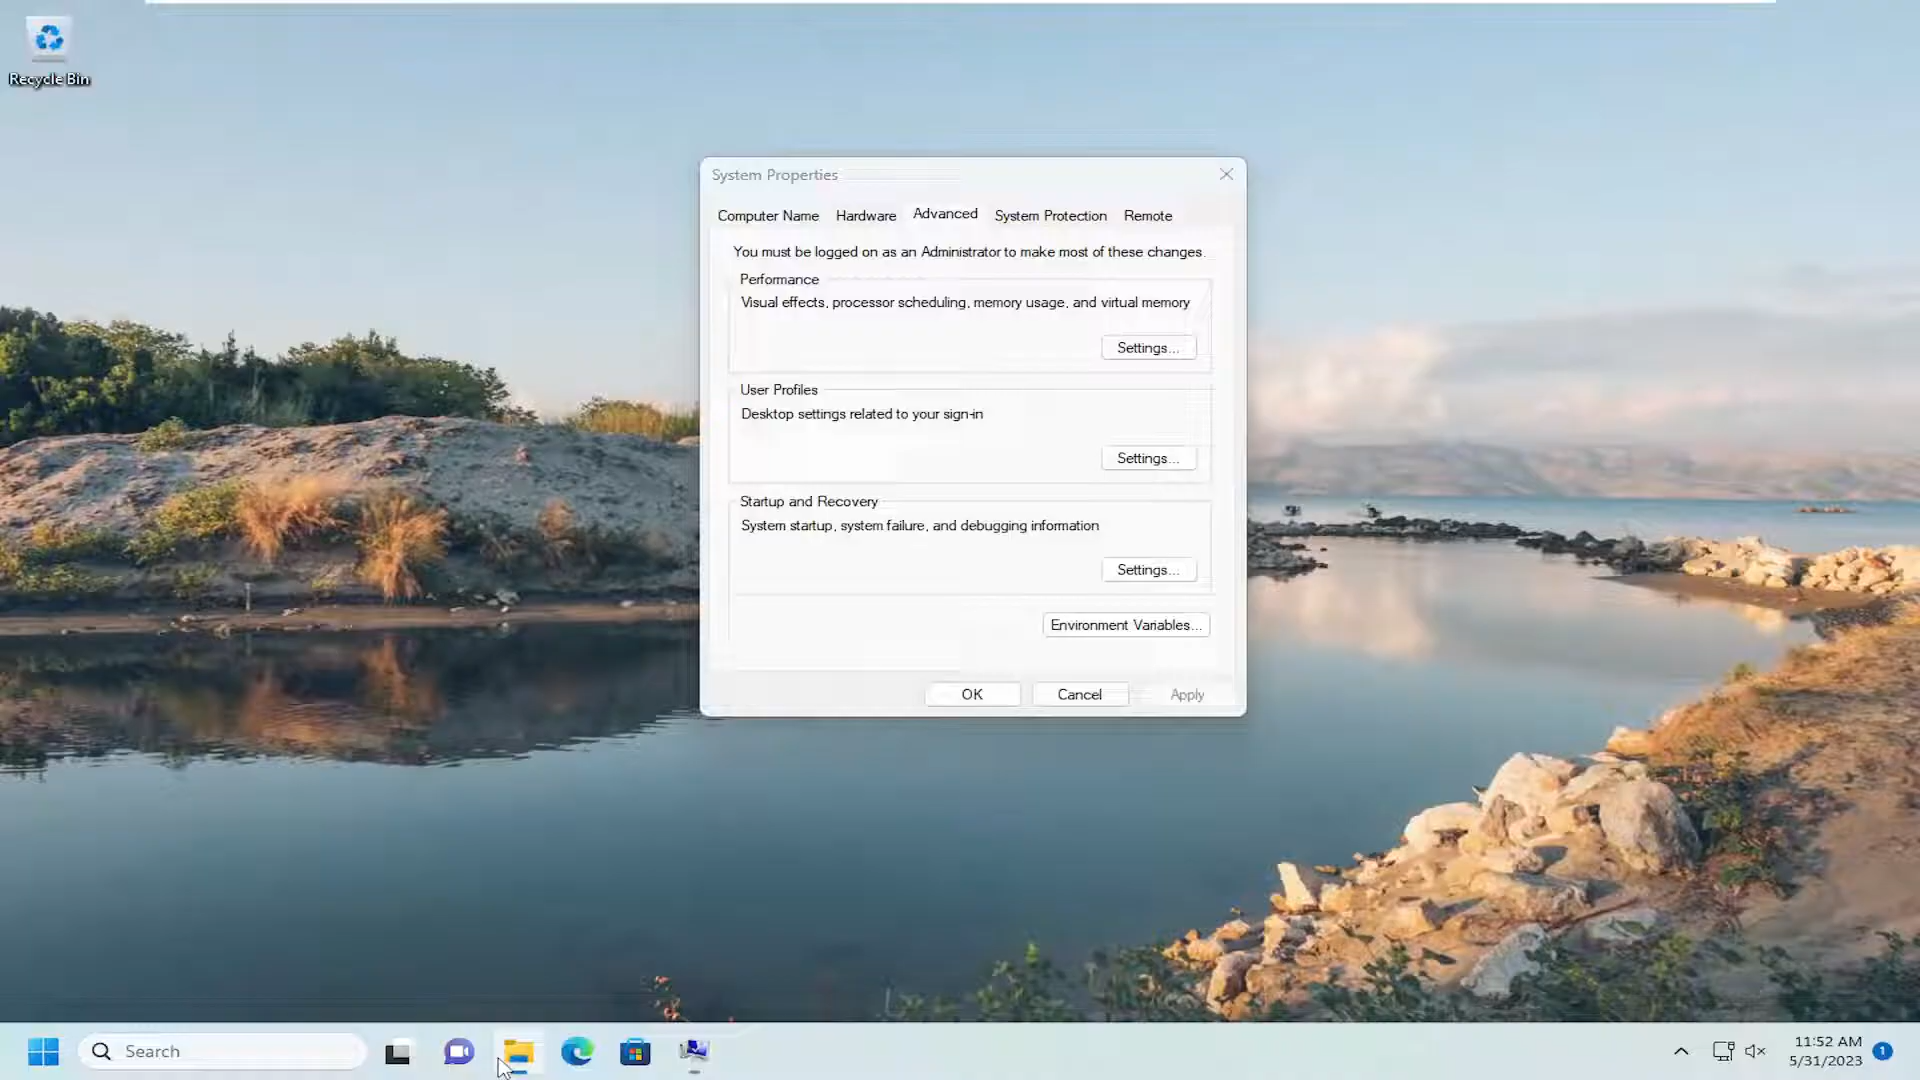 Recycle Bin
System Properties
Computer Name Hardware Advanced System Protection Remote
You must be logged on as an Administrator to make most of these changes.
Performance
Visual effects, processor scheduling, memory usage, and virtual memory
Settings...
User Profiles
Desktop settings related to your sign-in
Settings...
Startup and Recovery
System startup, system failure, and debugging information
Settings...
Environment Variables...
OK Cancel Apply
Search
11:52 AM
5/31/2023
1